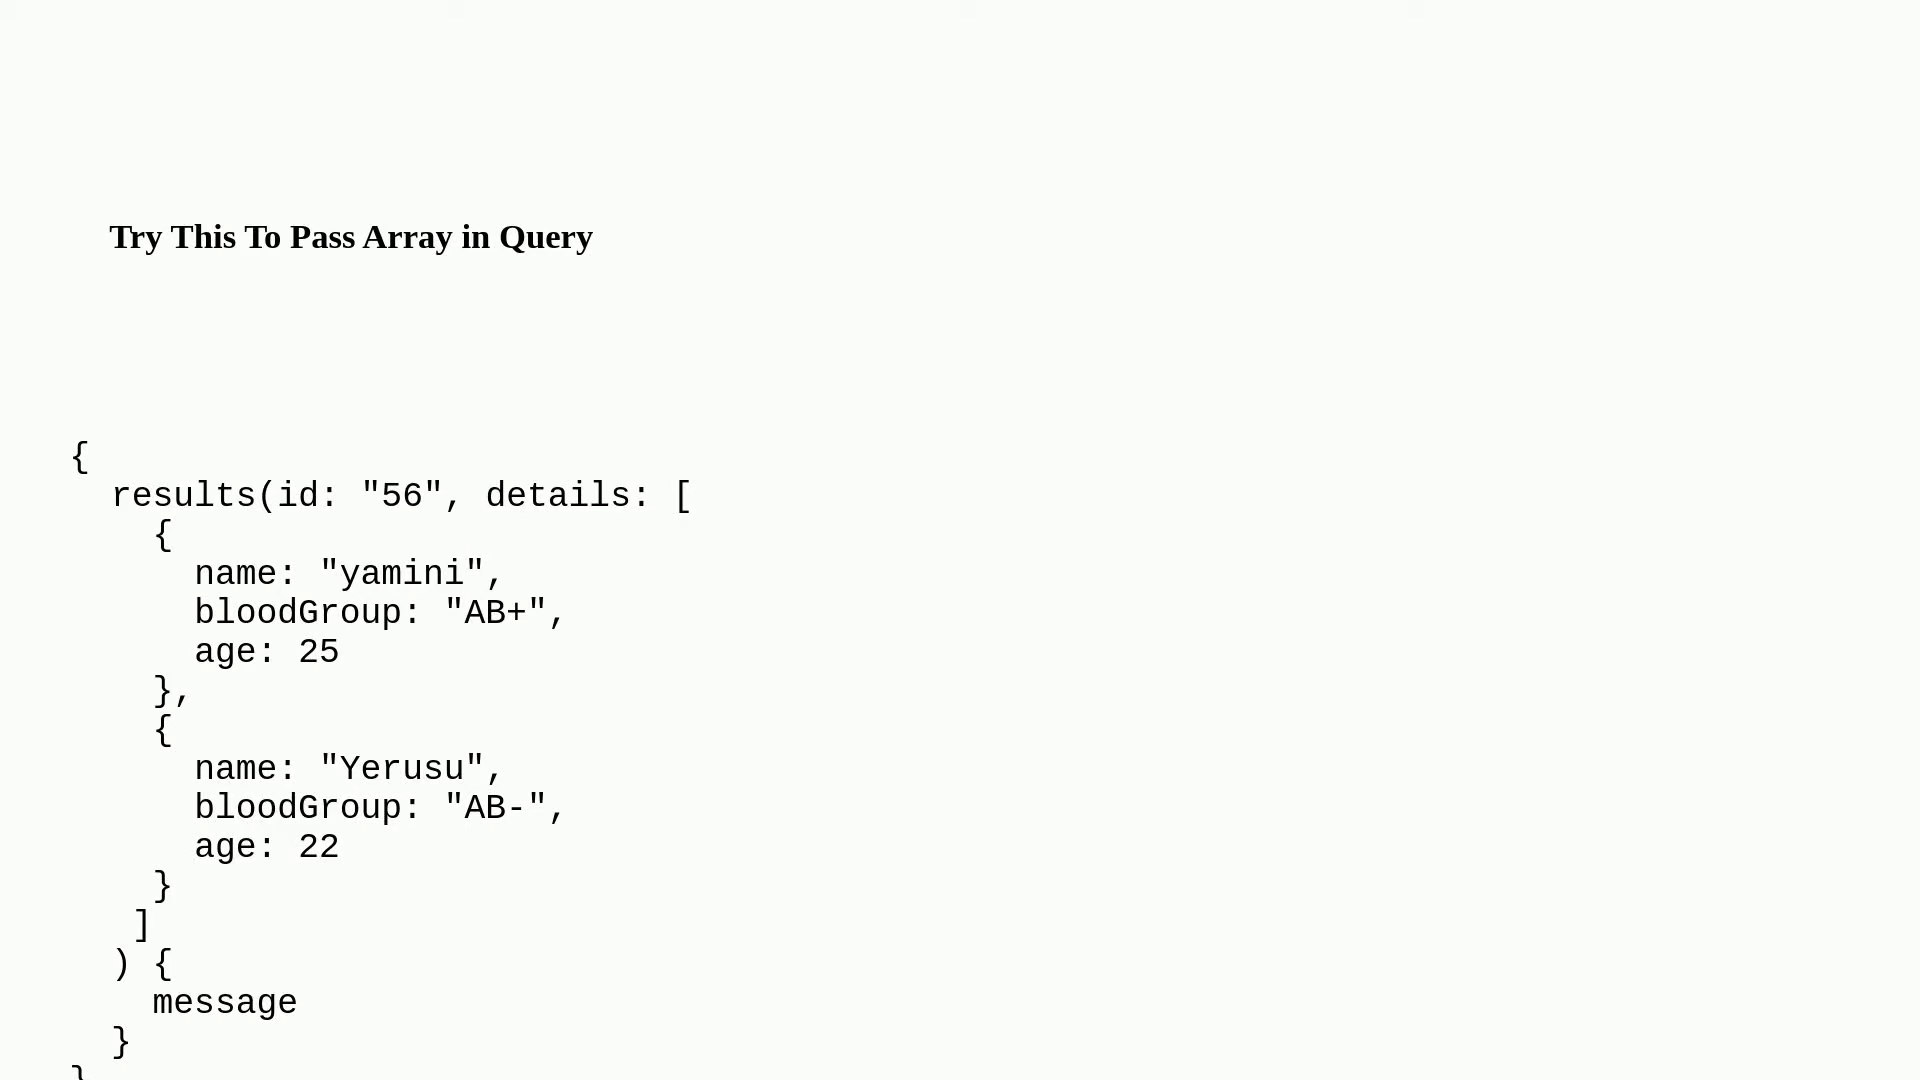 Try This To Pass Array in Query
{
  results(id: "56", details: [
    {
      name: "yamini",
      bloodGroup: "AB+",
      age: 25
    },
    {
      name: "Yerusu",
      bloodGroup: "AB-",
      age: 22
    }
   ]
  ) {
    message
  }
}